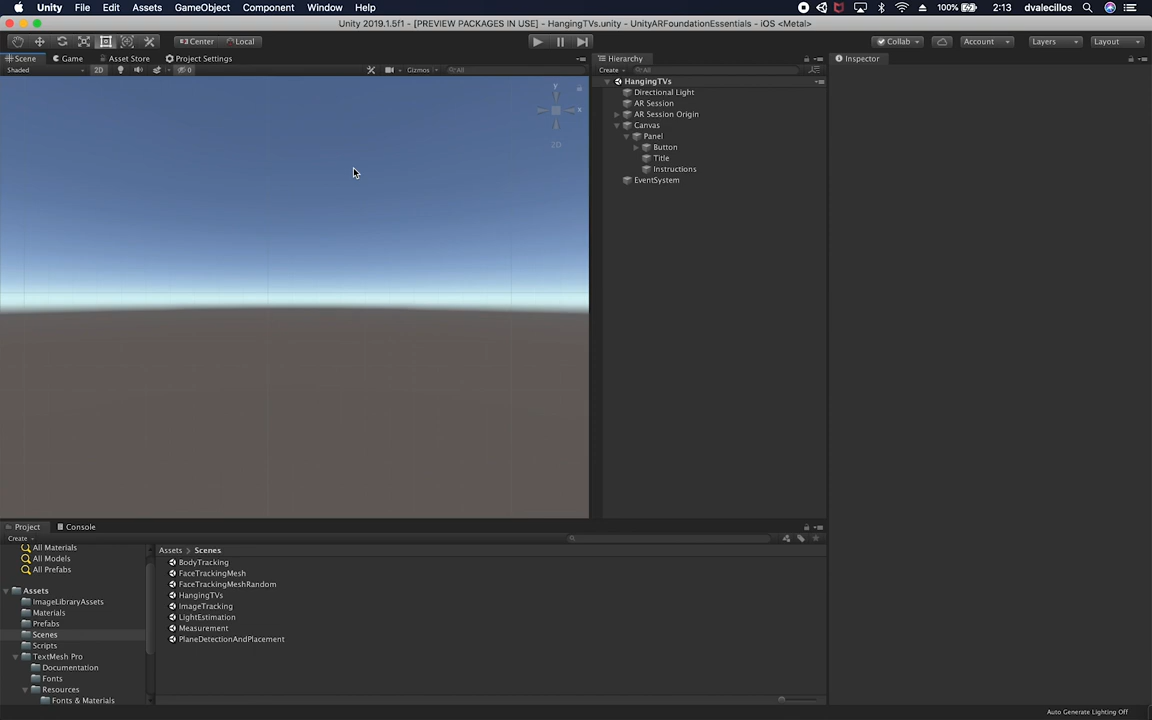 Unity File Edit Assets GameObject Component Window Help 100% 2:13 dvalecillos
Unity 2019.1.5f1 - [PREVIEW PACKAGES IN USE] - HangingTVs.unity - UnityARFoundationEssentials - iOS <Metal>
Center Local Collab Account Layers Layout
Scene Game Asset Store Project Settings Hierarchy Inspector
Shaded 2D 0 Gizmos All Create All
HangingTVs
Directional Light
AR Session
AR Session Origin
Canvas
Panel
Button
Title
Instructions
EventSystem
y
x
2D
Project Console
Create
All Materials
All Models
All Prefabs
Assets
ImageLibraryAssets
Materials
Prefabs
Scenes
Scripts
TextMesh Pro
Documentation
Fonts
Resources
Fonts & Materials
Assets > Scenes
BodyTracking
FaceTrackingMesh
FaceTrackingMeshRandom
HangingTVs
ImageTracking
LightEstimation
Measurement
PlaneDetectionAndPlacement
Auto Generate Lighting Off